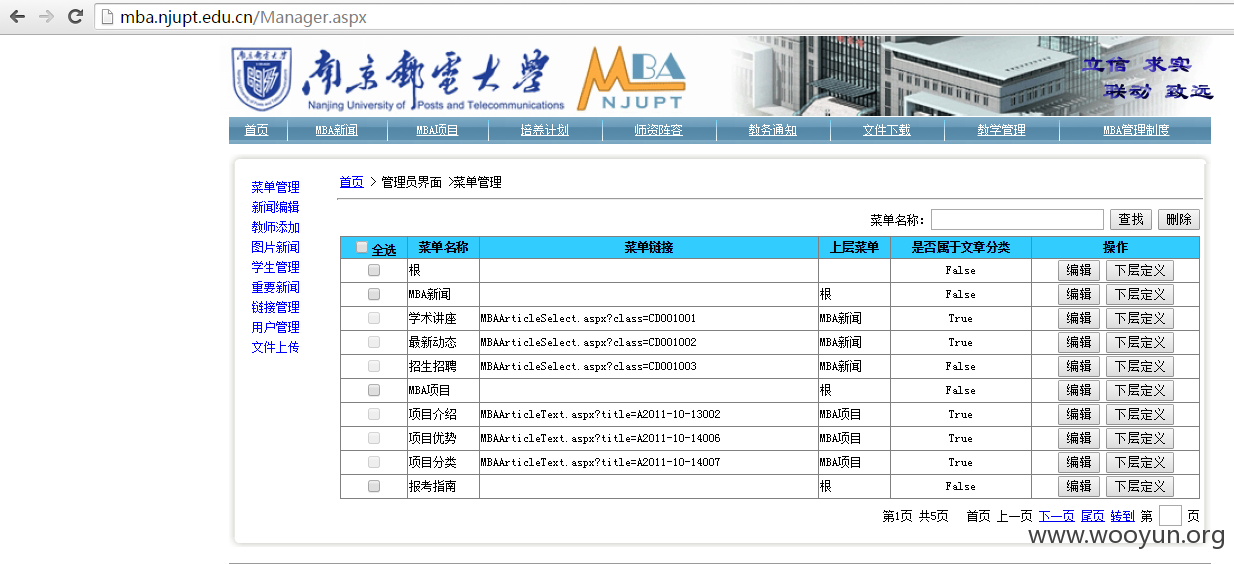 mba.njupt.edu.cn/Manager.aspx
南京邮电大学 MBA
Nanjing University of Posts and Telecommunications NJUPT
立信 求实
联动 致远
首页 MBA新闻 MBA项目 培养计划 师资阵容 教务通知 文件下载 教学管理 MBA管理制度
菜单管理
新闻编辑
教师添加
图片新闻
学生管理
重要新闻
链接管理
用户管理
文件上传
首页 > 管理员界面 >菜单管理
菜单名称: 查找 删除
全选 菜单名称 菜单链接 上层菜单 是否属于文章分类 操作
根 False 编辑 下层定义
MBA新闻 根 False 编辑 下层定义
学术讲座 MBAArticleSelect.aspx?class=CD001001 MBA新闻 True 编辑 下层定义
最新动态 MBAArticleSelect.aspx?class=CD001002 MBA新闻 True 编辑 下层定义
招生招聘 MBAArticleSelect.aspx?class=CD001003 MBA新闻 False 编辑 下层定义
MBA项目 根 False 编辑 下层定义
项目介绍 MBAArticleText.aspx?title=A2011-10-13002 MBA项目 True 编辑 下层定义
项目优势 MBAArticleText.aspx?title=A2011-10-14006 MBA项目 True 编辑 下层定义
项目分类 MBAArticleText.aspx?title=A2011-10-14007 MBA项目 True 编辑 下层定义
报考指南 根 False 编辑 下层定义
第1页 共5页 首页 上一页 下一页 尾页 转到 第 页
www.wooyun.org